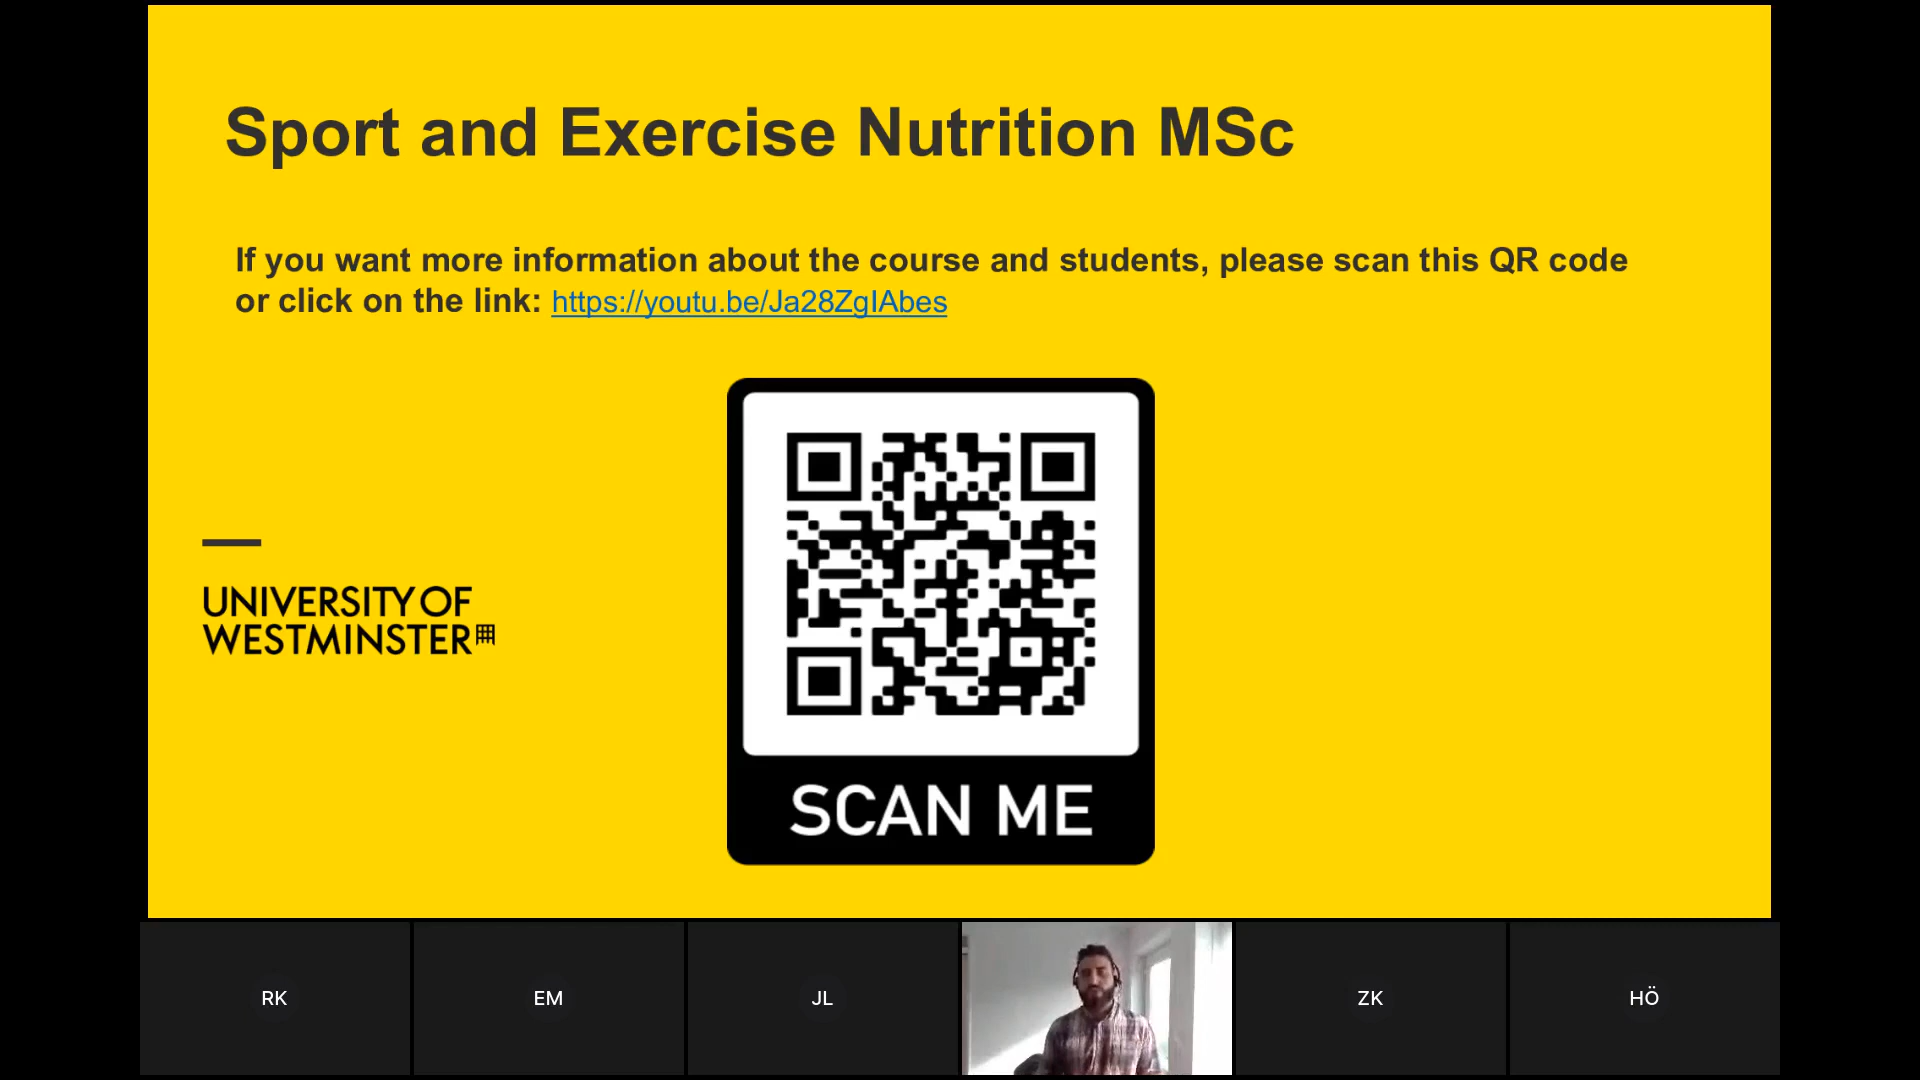 Sport and Exercise Nutrition MSc
If you want more information about the course and students, please scan this QR code
or click on the link: https://youtu.be/Ja28ZgIAbes
UNIVERSITY OF
WESTMINSTER
SCAN ME
RK
EM
JL
ZK
HÖ